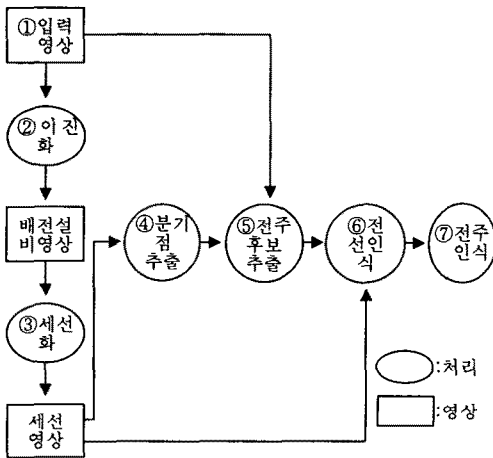 ①입력
영상
②이진
화
배전설
비영상
③세선
화
세선
영상
④분기
점
추출
⑤전주
후보
추출
⑥전
선인
식
⑦전주
인식
:처리
:영상